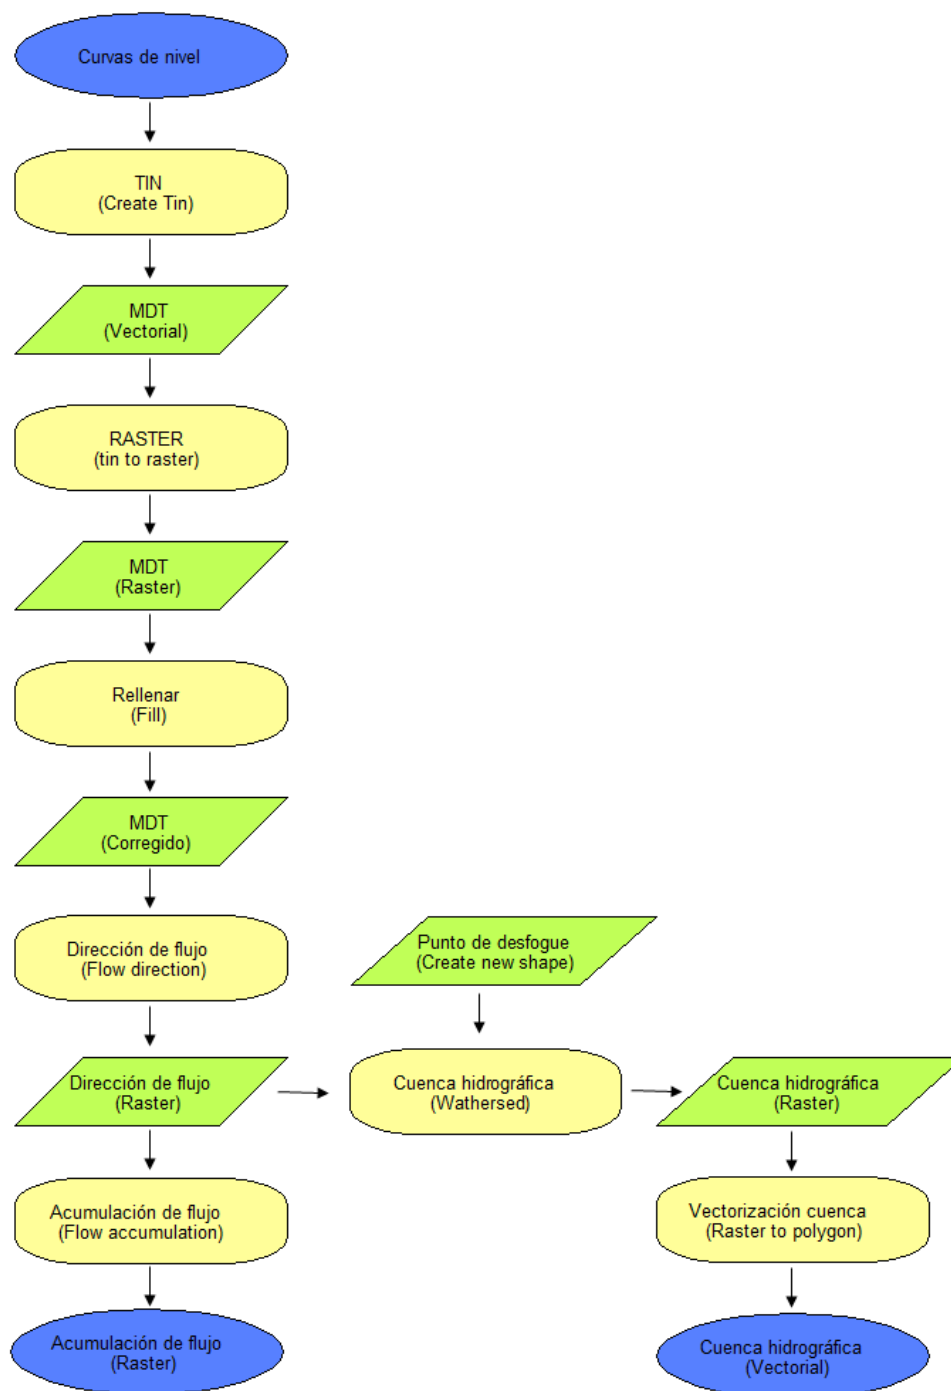 Curvas de nivel
TIN
(Create Tin)
MDT
(Vectorial)
RASTER
(tin to raster)
MDT
(Raster)
Rellenar
(Fill)
MDT
(Corregido)
Dirección de flujo
(Flow direction)
Punto de desfogue
(Create new shape)
Dirección de flujo
(Raster)
Cuenca hidrográfica
(Wathersed)
Cuenca hidrográfica
(Raster)
Acumulación de flujo
(Flow accumulation)
Vectorización cuenca
(Raster to polygon)
Acumulación de flujo
(Raster)
Cuenca hidrográfica
(Vectorial)